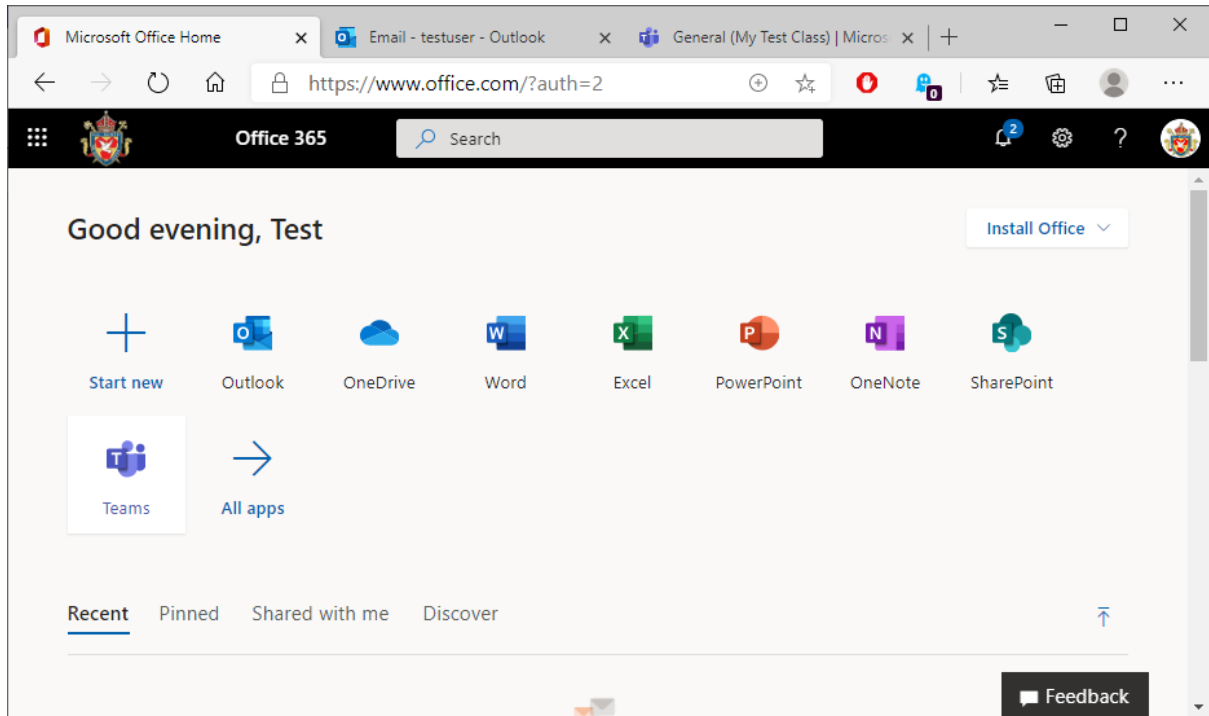 Microsoft Office Home
Email - testuser - Outlook
General (My Test Class) | Micros
https://www.office.com/?auth=2
0
Office 365
Search
2
?
Good evening, Test
Install Office
Start new
Outlook
OneDrive
Word
Excel
PowerPoint
OneNote
SharePoint
Teams
All apps
Recent Pinned Shared with me Discover
Feedback